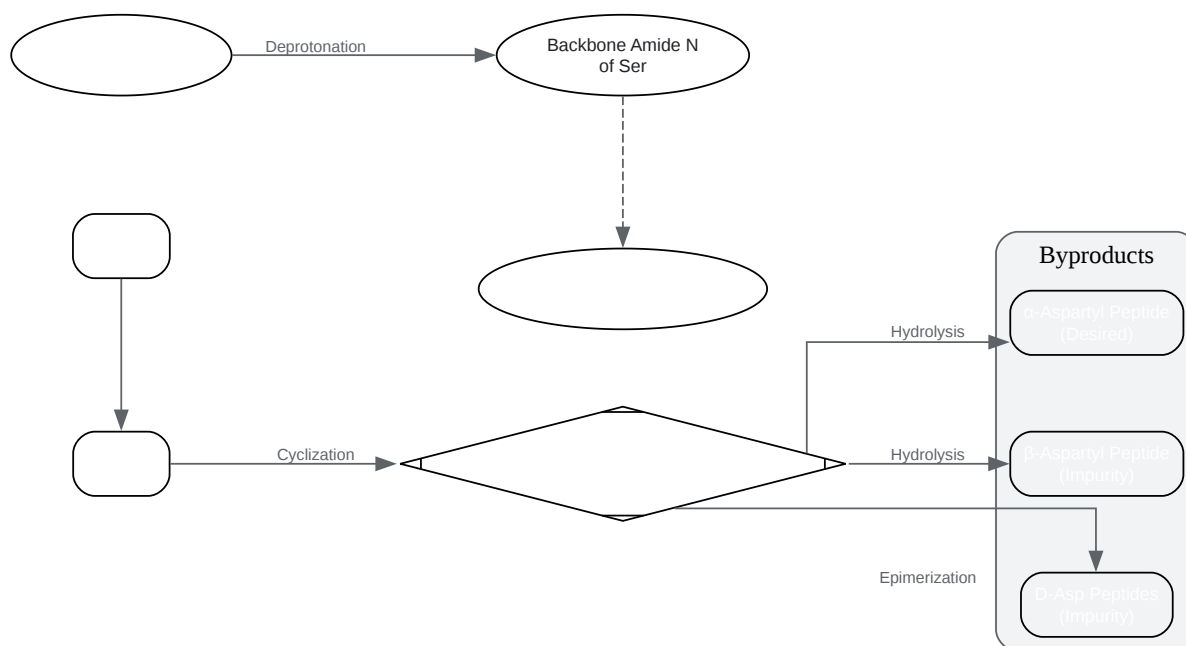 Deprotonation
Backbone Amide N
of Ser
Byproducts
Hydrolysis
α-Aspartyl Peptide
(Desired)
Cyclization
Hydrolysis
β-Aspartyl Peptide
(Impurity)
Epimerization
D-Asp Peptides
(Impurity)